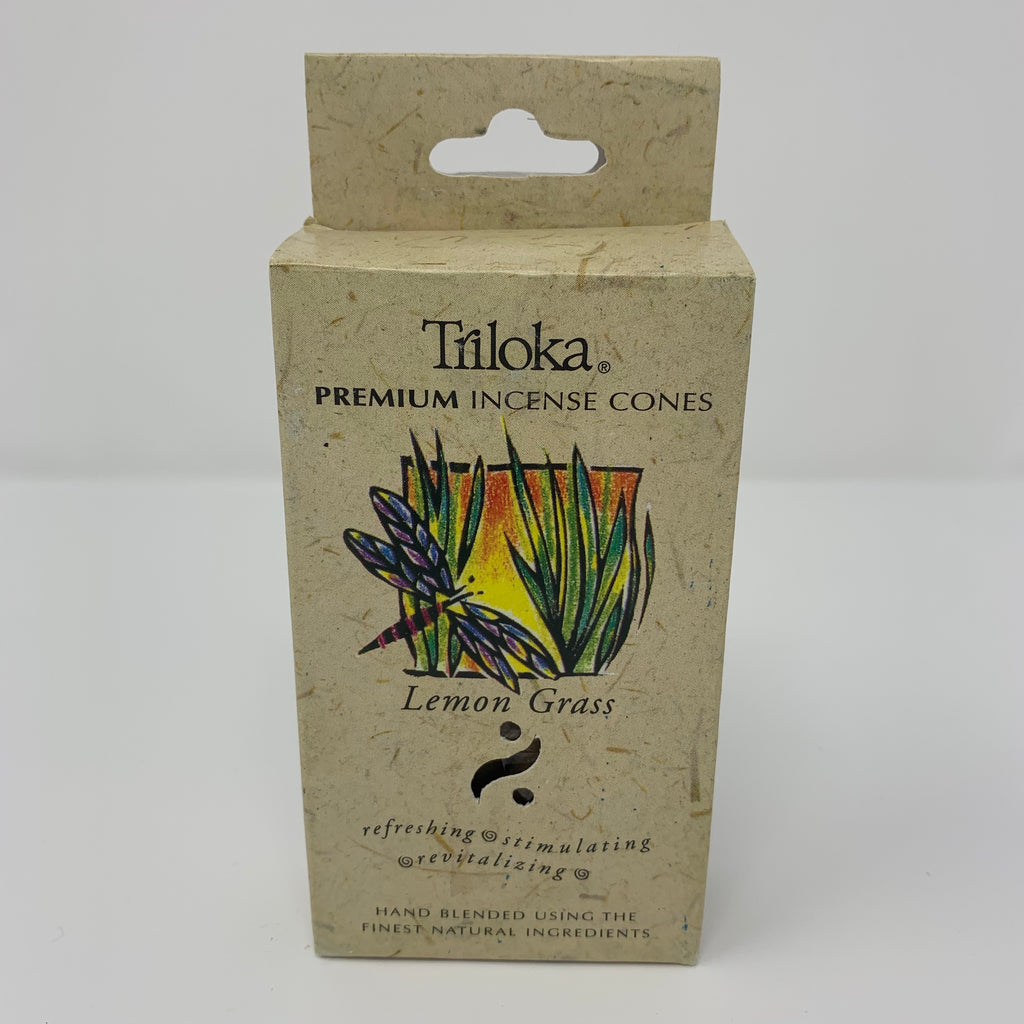 Triloka®
PREMIUM INCENSE CONES
Lemon Grass
refreshing stimulating
revitalizing
HAND BLENDED USING THE
FINEST NATURAL INGREDIENTS